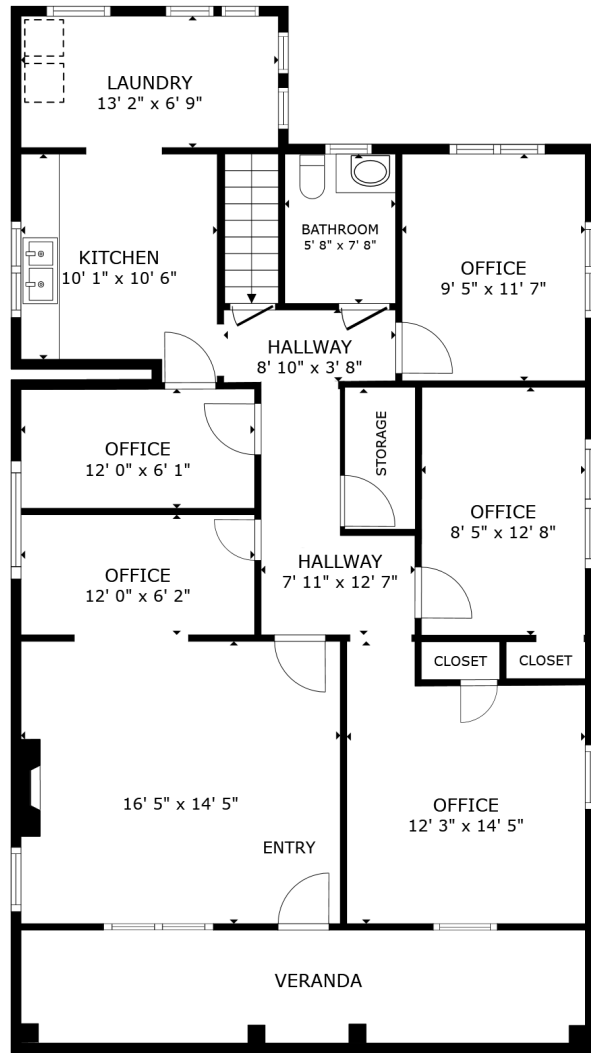 LAUNDRY
13' 2" x 6' 9"
KITCHEN
10' 1" x 10' 6"
BATHROOM
5' 8" x 7' 8"
OFFICE
9' 5" x 11' 7"
HALLWAY
8' 10" x 3' 8"
OFFICE
12' 0" x 6' 1"
STORAGE
OFFICE
8' 5" x 12' 8"
OFFICE
12' 0" x 6' 2"
HALLWAY
7' 11" x 12' 7"
CLOSET
CLOSET
16' 5" x 14' 5"
ENTRY
OFFICE
12' 3" x 14' 5"
VERANDA